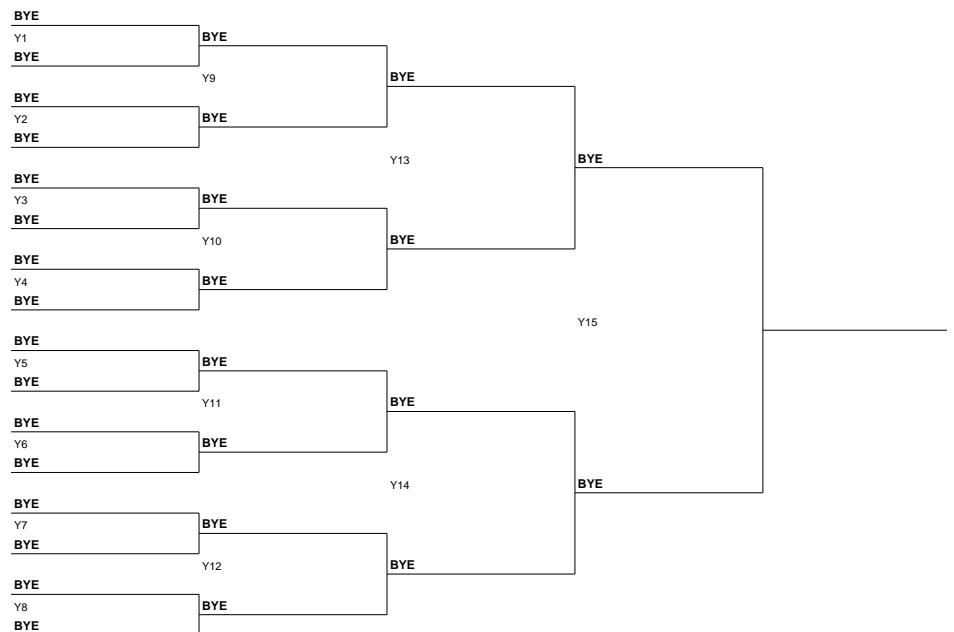 BYE
Y1 BYE
BYE
Y9 BYE
BYE
Y2 BYE
BYE
Y13 BYE
BYE
Y3 BYE
BYE
Y10 BYE
BYE
Y4 BYE
BYE
Y15
BYE
Y5 BYE
BYE
Y11 BYE
BYE
Y6 BYE
BYE
Y14 BYE
BYE
Y7 BYE
BYE
Y12 BYE
BYE
Y8 BYE
BYE